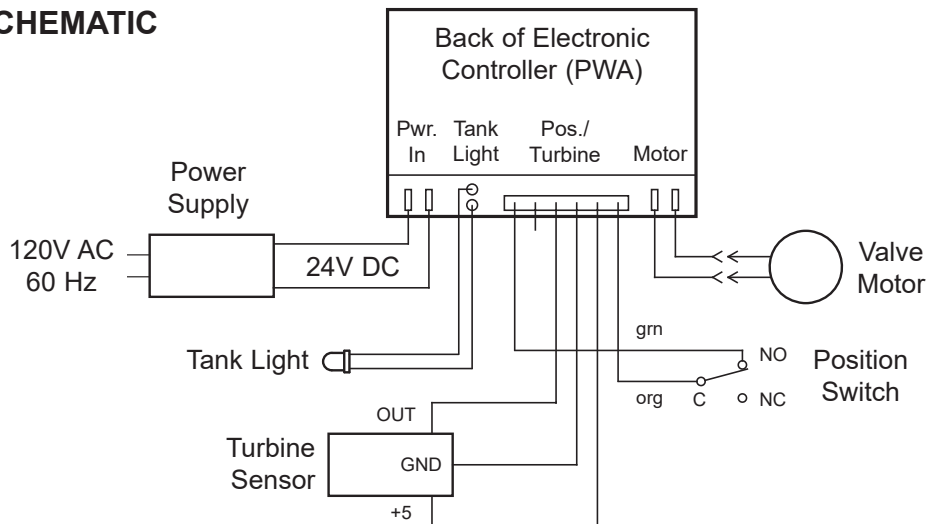 CHEMATIC
Back of Electronic
Controller (PWA)
Pwr.
In
Tank
Light
Pos./
Turbine
Motor
Power
Supply
120V AC
60 Hz
24V DC
Valve
Motor
grn
NO
Position
Switch
Tank Light
org
C
NC
OUT
Turbine
Sensor
GND
+5